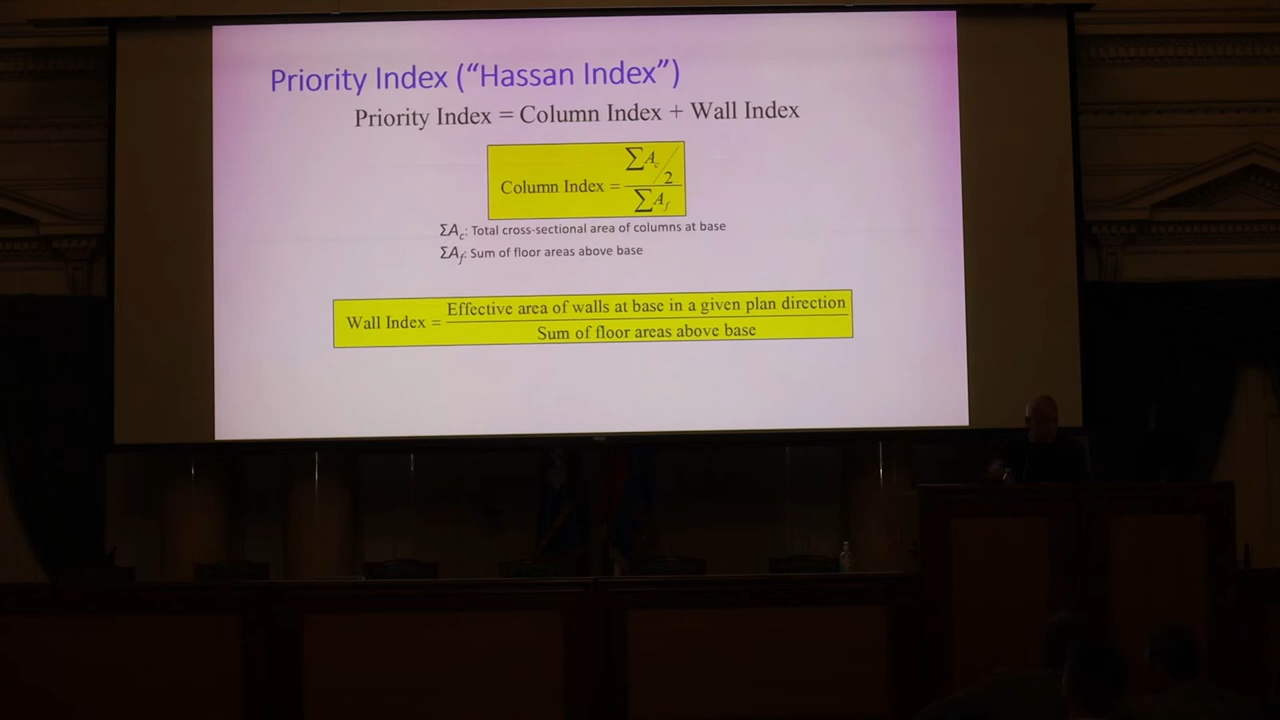 Priority Index (“Hassan Index”)
Priority Index = Column Index + Wall Index
Column Index = (∑A_c/2)/(∑A_f)
ΣA_c: Total cross-sectional area of columns at base
ΣA_f: Sum of floor areas above base
Wall Index = Effective area of walls at base in a given plan direction
Sum of floor areas above base